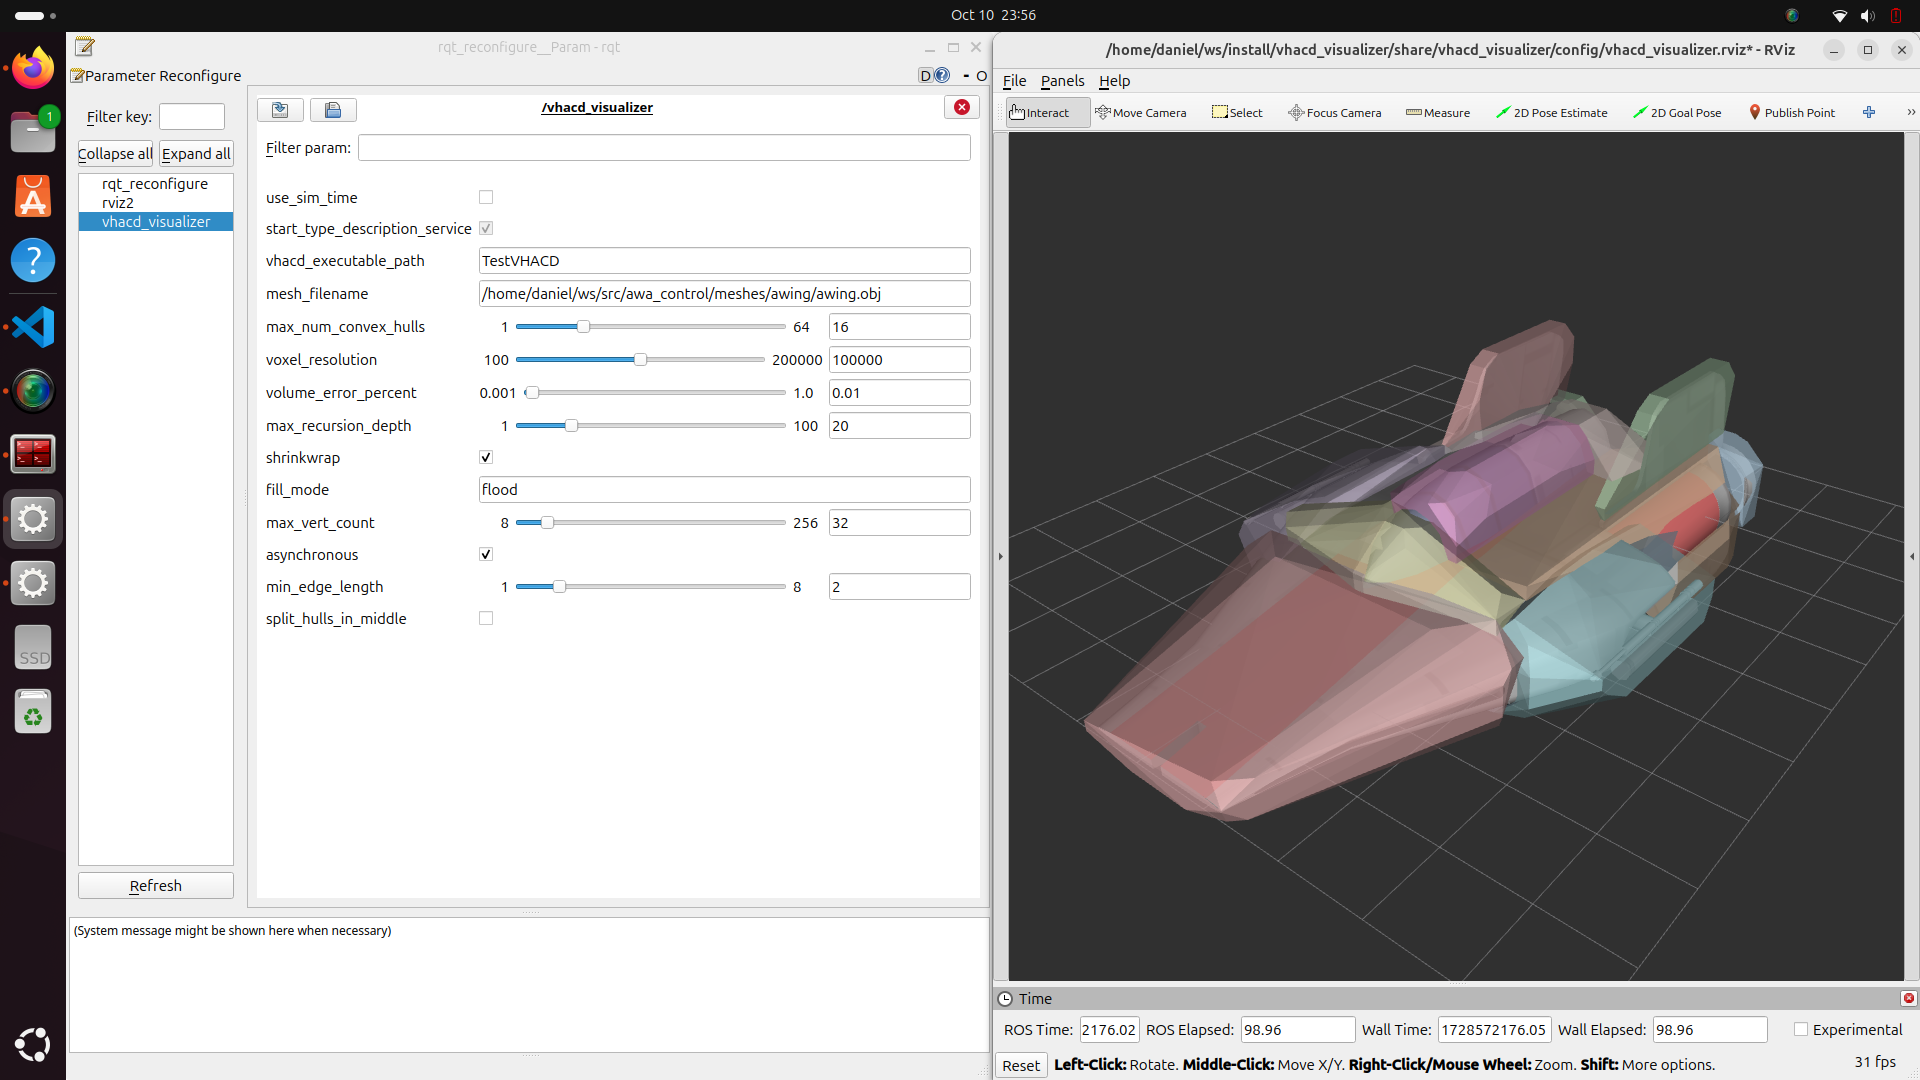 Oct 10 23:56
rqt_reconfigure__Param - rqt
Parameter Reconfigure
D
- O
Filter key:
Collapse all
Expand all
rqt_reconfigure
rviz2
vhacd_visualizer
Refresh
/vhacd_visualizer
Filter param:
use_sim_time
start_type_description_service
vhacd_executable_path TestVHACD
mesh_filename /home/daniel/ws/src/awa_control/meshes/awing/awing.obj
max_num_convex_hulls 1 64 16
voxel_resolution 100 200000 100000
volume_error_percent 0.001 1.0 0.01
max_recursion_depth 1 100 20
shrinkwrap
fill_mode flood
max_vert_count 8 256 32
asynchronous
min_edge_length 1 8 2
split_hulls_in_middle
(System message might be shown here when necessary)
/home/daniel/ws/install/vhacd_visualizer/share/vhacd_visualizer/config/vhacd_visualizer.rviz* - RViz
File Panels Help
Interact Move Camera Select Focus Camera Measure 2D Pose Estimate 2D Goal Pose Publish Point »
Time
ROS Time: 2176.02 ROS Elapsed: 98.96 Wall Time: 1728572176.05 Wall Elapsed: 98.96 Experimental
Reset Left-Click: Rotate. Middle-Click: Move X/Y. Right-Click/Mouse Wheel: Zoom. Shift: More options. 31 fps
1
?
SSD